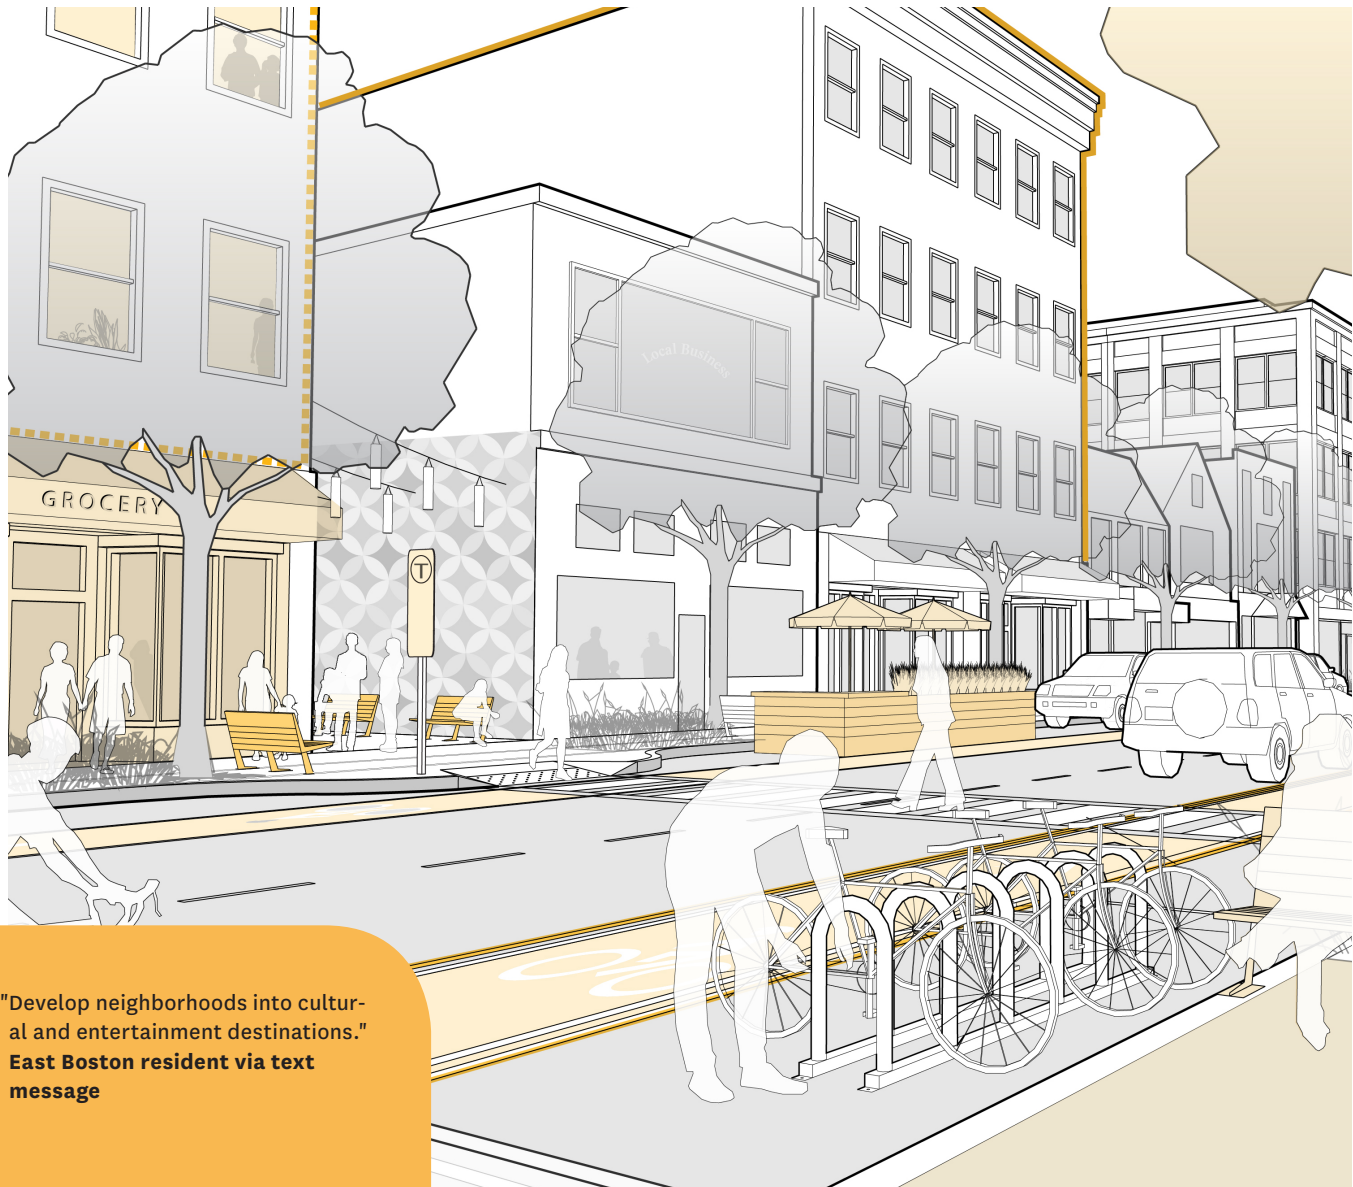 Local Business
GROCERY
T
"Develop neighborhoods into cultur-
al and entertainment destinations."
East Boston resident via text
message